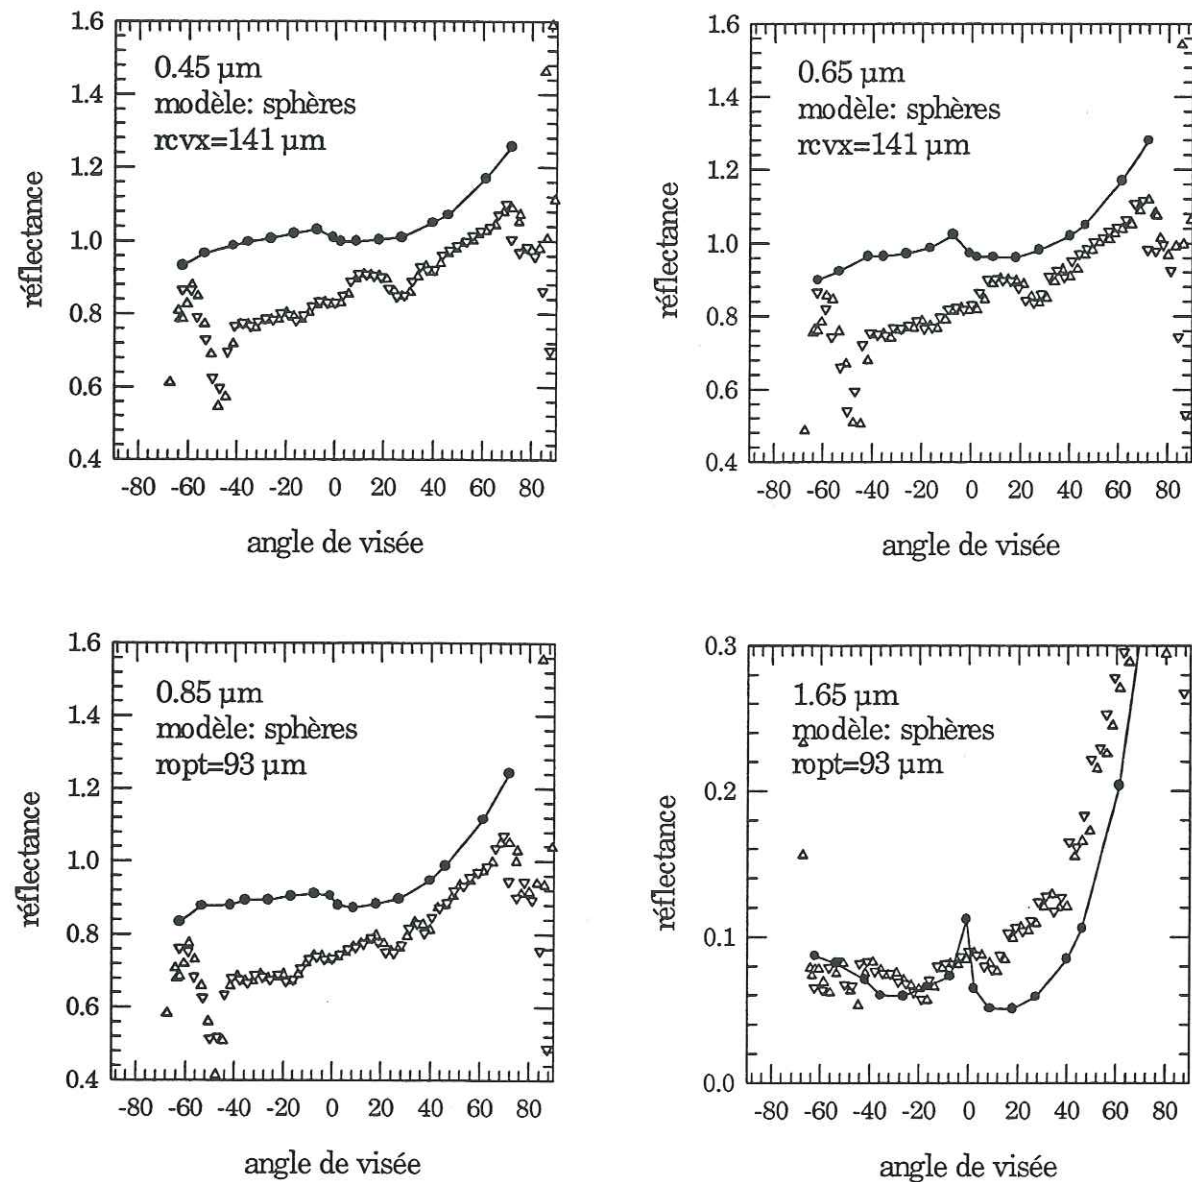 1.6
1.4
1.2
1.0
0.8
0.6
0.4
réflectance
0.45 µm
modèle: sphères
rcvx=141 µm
-80 -60 -40 -20 0 20 40 60 80
angle de visée
1.6
1.4
1.2
1.0
0.8
0.6
0.4
réflectance
0.65 µm
modèle: sphères
rcvx=141 µm
-80 -60 -40 -20 0 20 40 60 80
angle de visée
1.6
1.4
1.2
1.0
0.8
0.6
0.4
réflectance
0.85 µm
modèle: sphères
ropt=93 µm
-80 -60 -40 -20 0 20 40 60 80
angle de visée
0.3
0.2
0.1
0.0
réflectance
1.65 µm
modèle: sphères
ropt=93 µm
-80 -60 -40 -20 0 20 40 60 80
angle de visée